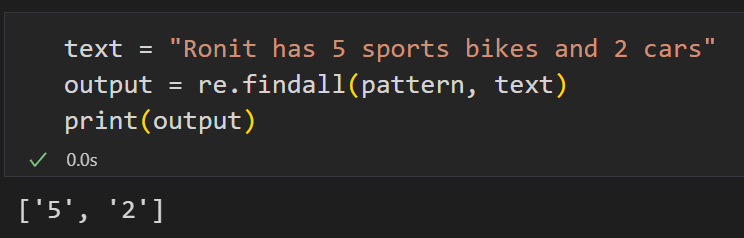 text = "Ronit has 5 sports bikes and 2 cars"
output = re.findall(pattern, text)
print(output)
0.0s
['5', '2']